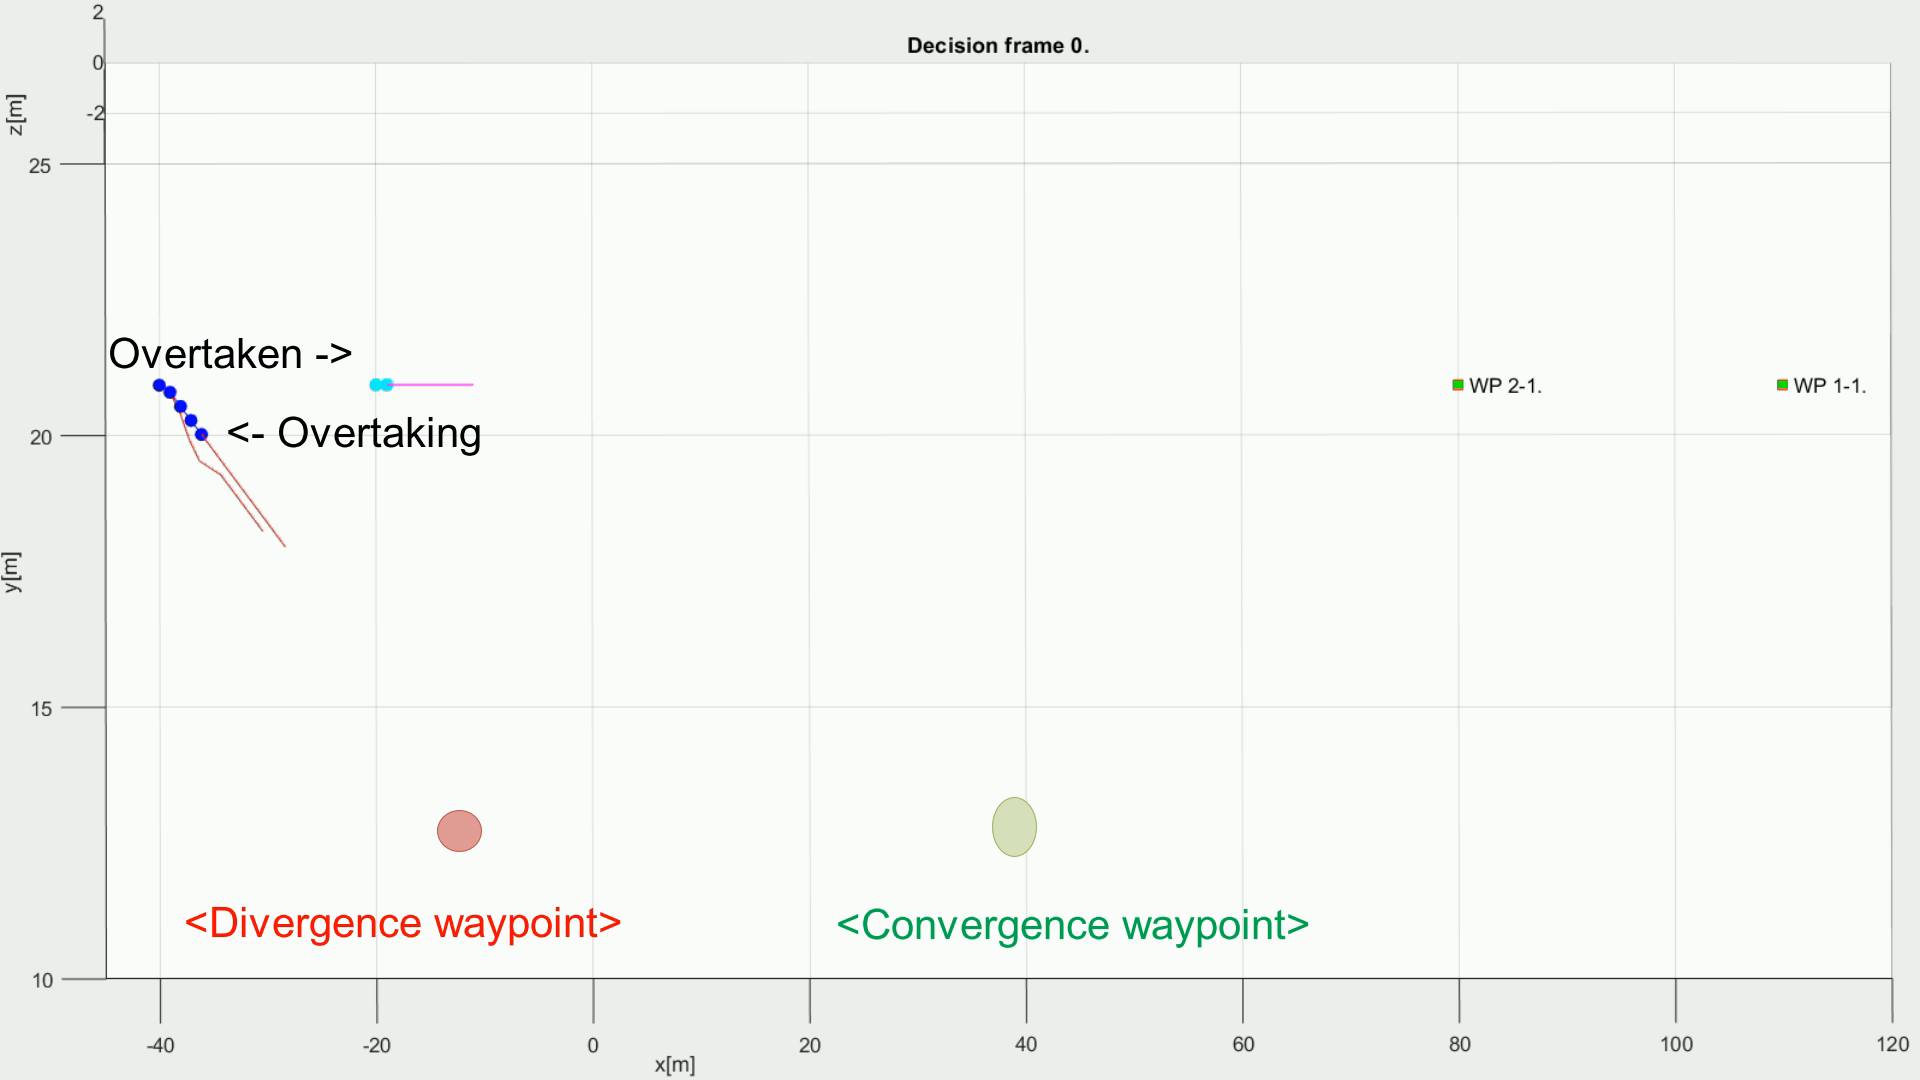 Decision frame 0.
2
0
-2
z[m]
25
20
15
10
y[m]
Overtaken ->
<- Overtaking
WP 2-1.
WP 1-1.
<Divergence waypoint>
<Convergence waypoint>
-40
-20
0
20
40
60
80
100
120
x[m]